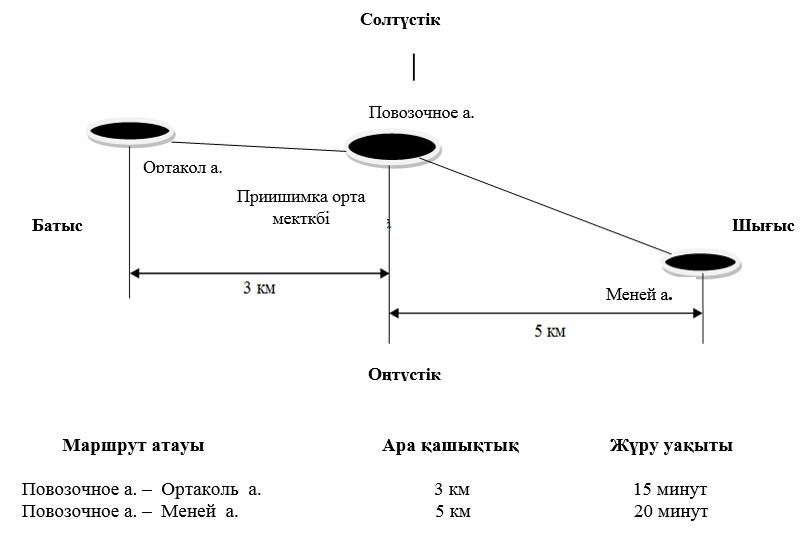 Солтүстік
Повозочное а.
Ортакол а.
Приишимка орта
мекткбі
Батыс
Шығыс
3 км
Меней а.
5 км
Оңтүстік
Маршрут атауы Ара қашықтық Жүру уақыты
Повозочное а. – Ортаколь а. 3 км 15 минут
Повозочное а. – Меней а. 5 км 20 минут